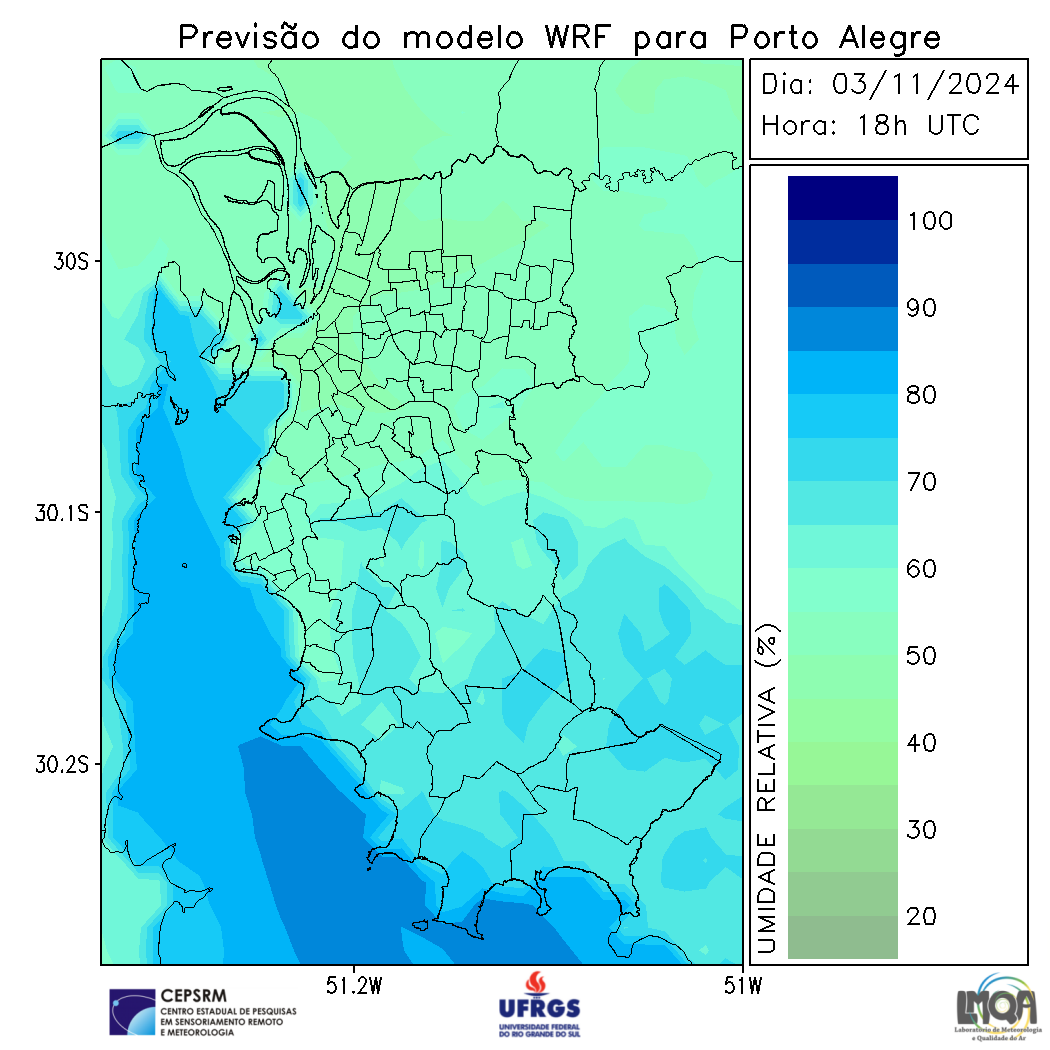 Previsão do modelo WRF para Porto Alegre
Dia: 03/11/2024
Hora: 18h UTC
30S
30.1S
30.2S
51.2W
51W
UMIDADE RELATIVA (%)
100
90
80
70
60
50
40
30
20
CEPSRM
CENTRO ESTADUAL DE PESQUISAS
EM SENSORIAMENTO REMOTO
E METEOROLOGIA
UFRGS
UNIVERSIDADE FEDERAL
DO RIO GRANDE DO SUL
LMQA
Laboratório de Meteorologia
e Qualidade do Ar